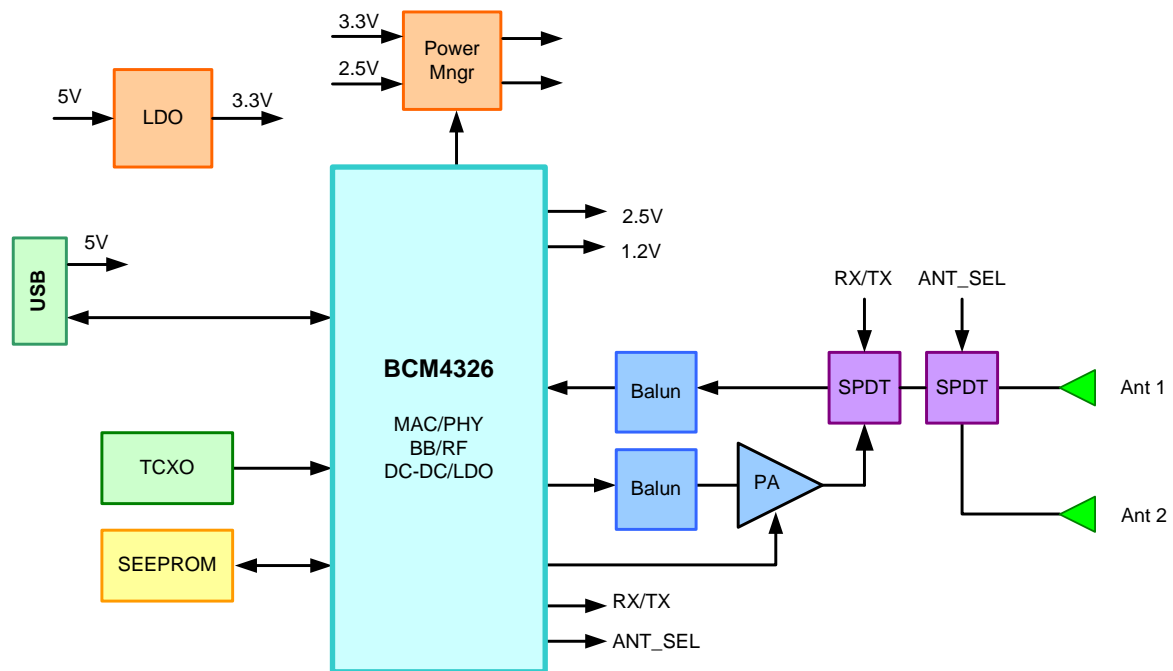 3.3V
2.5V
Power
Mngr
5V
LDO
3.3V
USB
5V
2.5V
1.2V
BCM4326
MAC/PHY
BB/RF
DC-DC/LDO
TCXO
SEEPROM
RX/TX
ANT_SEL
Balun
SPDT
SPDT
Ant 1
Balun
PA
Ant 2
RX/TX
ANT_SEL